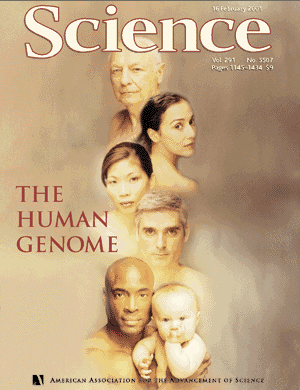 Science
16 February 2001
Vol. 291 No. 5507
Pages 1145–1434 $9
THE
HUMAN
GENOME
AMERICAN ASSOCIATION FOR THE ADVANCEMENT OF SCIENCE